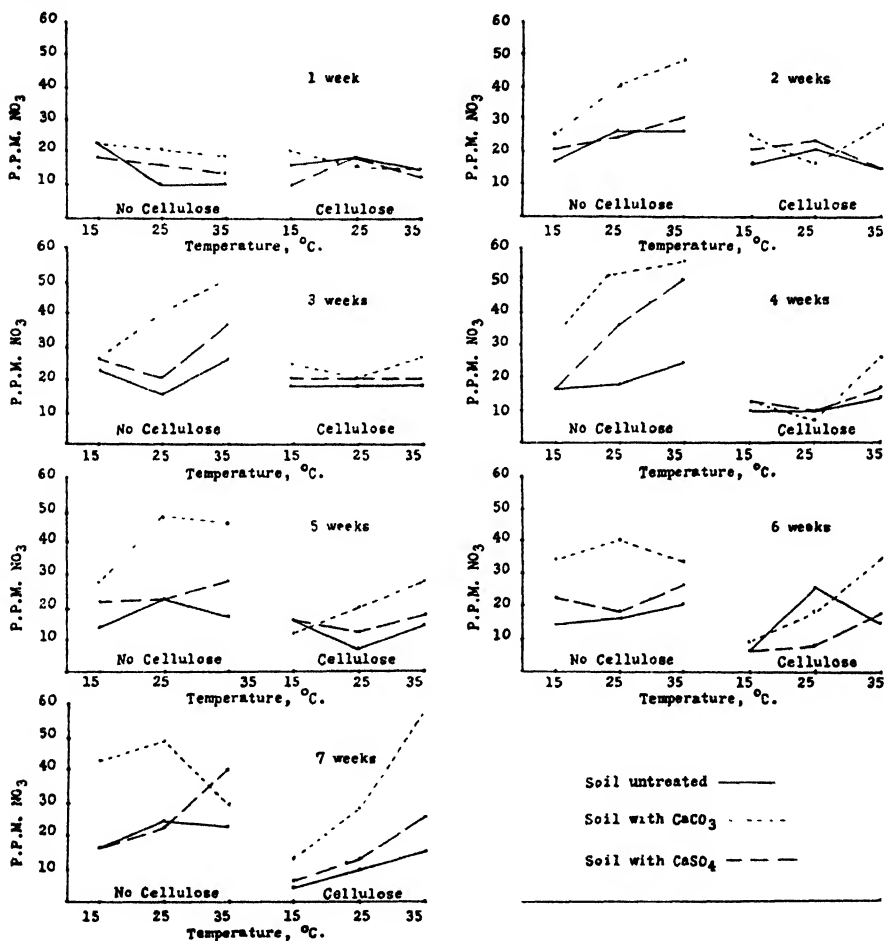 60
50
40
30
20
10
P.P.M. NO3
1 week
No Cellulose
Cellulose
15 25 35 15 25 35
Temperature, °C.
60
50
40
30
20
10
P.P.M. NO3
2 weeks
No Cellulose
Cellulose
15 25 35 15 25 35
Temperature, °C.
60
50
40
30
20
10
P.P.M. NO3
3 weeks
No Cellulose
Cellulose
15 25 35 15 25 35
Temperature, °C.
60
50
40
30
20
10
P.P.M. NO3
4 weeks
No Cellulose
Cellulose
15 25 35 15 25 35
Temperature, °C.
60
50
40
30
20
10
P.P.M. NO3
5 weeks
No Cellulose
Cellulose
15 25 35 15 25 35
Temperature, °C.
60
50
40
30
20
10
P.P.M. NO3
6 weeks
No Cellulose
Cellulose
15 25 35 15 25 35
Temperature, °C.
60
50
40
30
20
10
P.P.M. NO3
7 weeks
No Cellulose
Cellulose
15 25 35 15 25 35
Temperature, °C.
Soil untreated
Soil with CaCO3
Soil with CaSO4